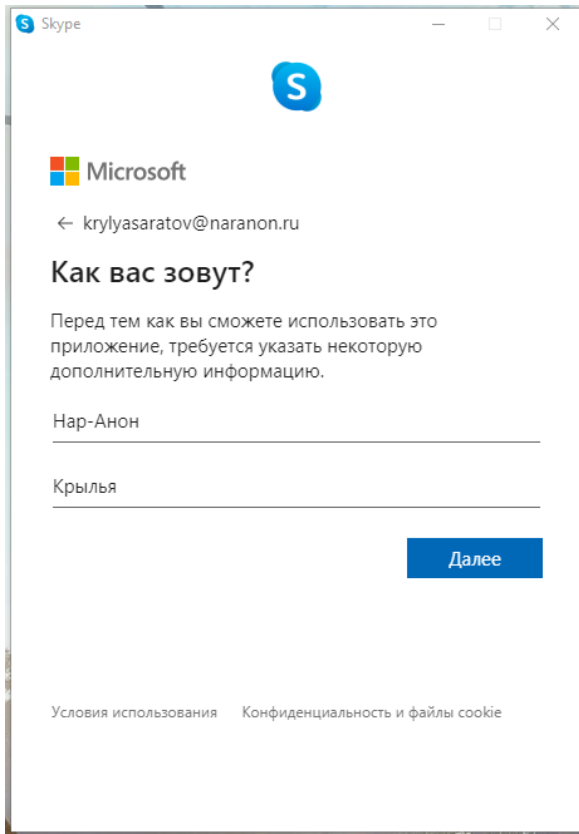 Skype
Microsoft
← krylyasaratov@naranon.ru
Как вас зовут?
Перед тем как вы сможете использовать это
приложение, требуется указать некоторую
дополнительную информацию.
Нар-Анон
Крылья
Далее
Условия использования Конфиденциальность и файлы cookie